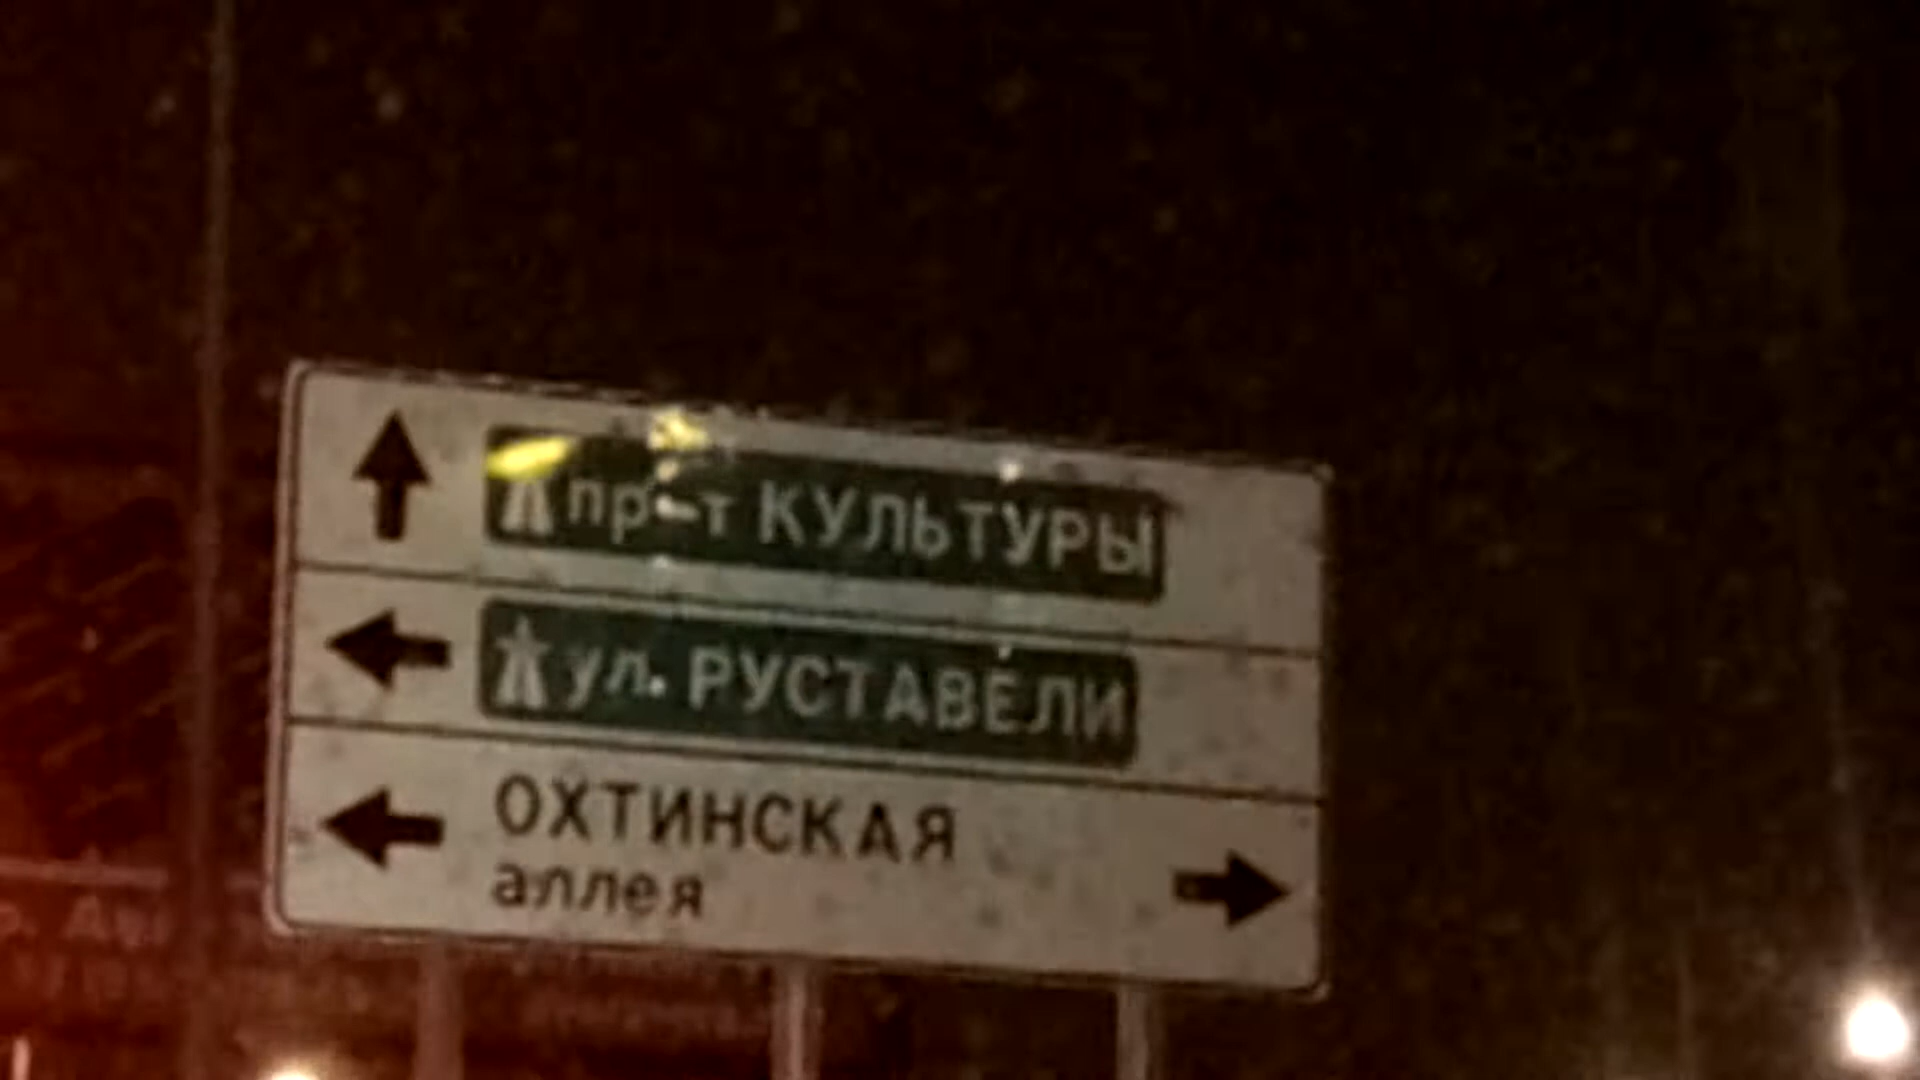 пр-т КУЛЬТУРЫ
ул. РУСТАВЕЛИ
ОХТИНСКАЯ
аллея